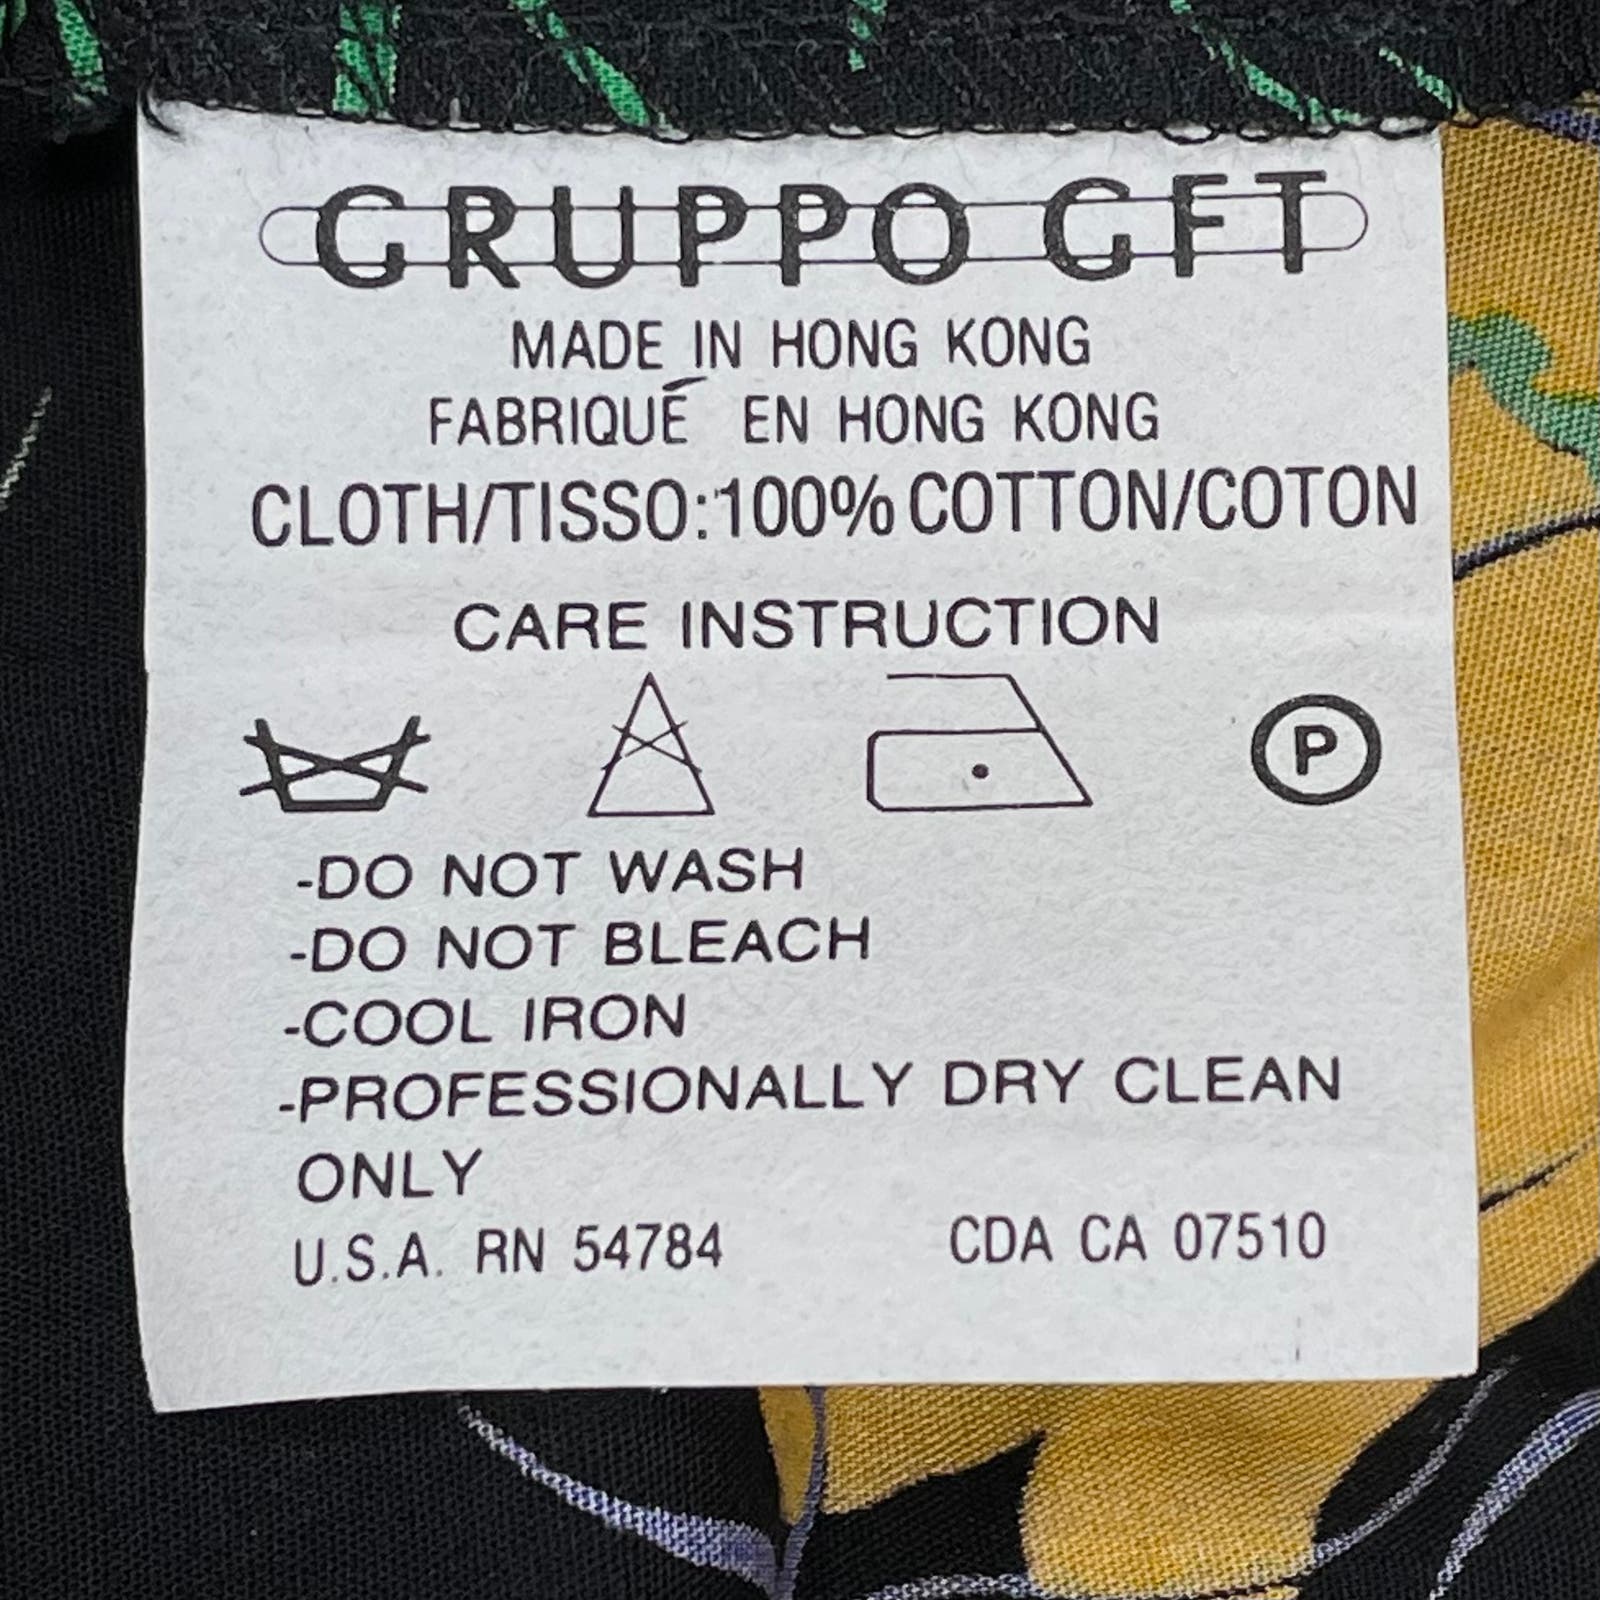 GRUPPO GFT
MADE IN HONG KONG
FABRIQUÉ EN HONG KONG
CLOTH/TISSO:100% COTTON/COTON
CARE INSTRUCTION
P
-DO NOT WASH
-DO NOT BLEACH
-COOL IRON
-PROFESSIONALLY DRY CLEAN
ONLY
U.S.A. RN 54784 CDA CA 07510